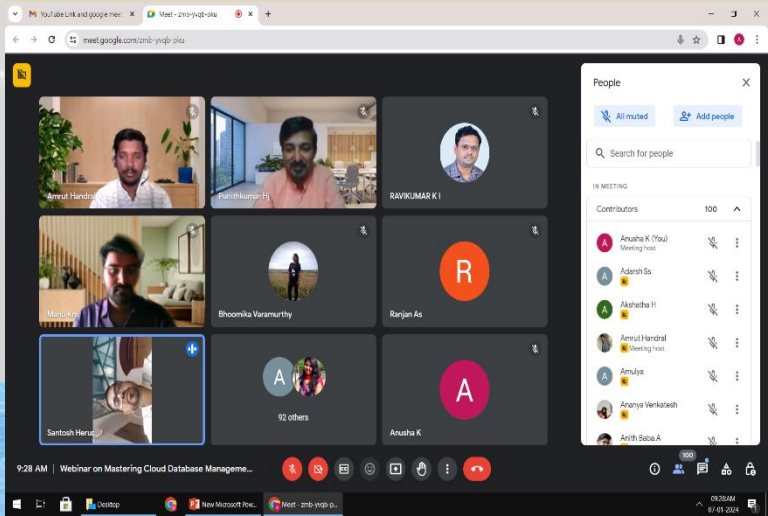 YouTube Link and google mee
Meet - zmb-yvqb-pku
meet.google.com/zmb-yvqb-pku
A
Amrut Handral
Punithkumar Hj
RAVIKUMAR K I
Bhoomika Varamurthy
R
Ranjan As
Santosh
A
92 others
A
Anusha K
People
All muted
Add people
Search for people
IN MEETING
Contributors
100
A
Anusha K (You)
Meeting host
A
Adarsh Ss
A
Akshatha H
Amrut Handral
Meeting host
A
Amulya
Ananya Venkatesh
Anith Baba.A
9:28 AM | Webinar on Mastering Cloud Database Manageme...
100
Desktop
New Microsoft Pow...
Meet - zmb-yvqb-p...
09:28 AM
07-01-2024